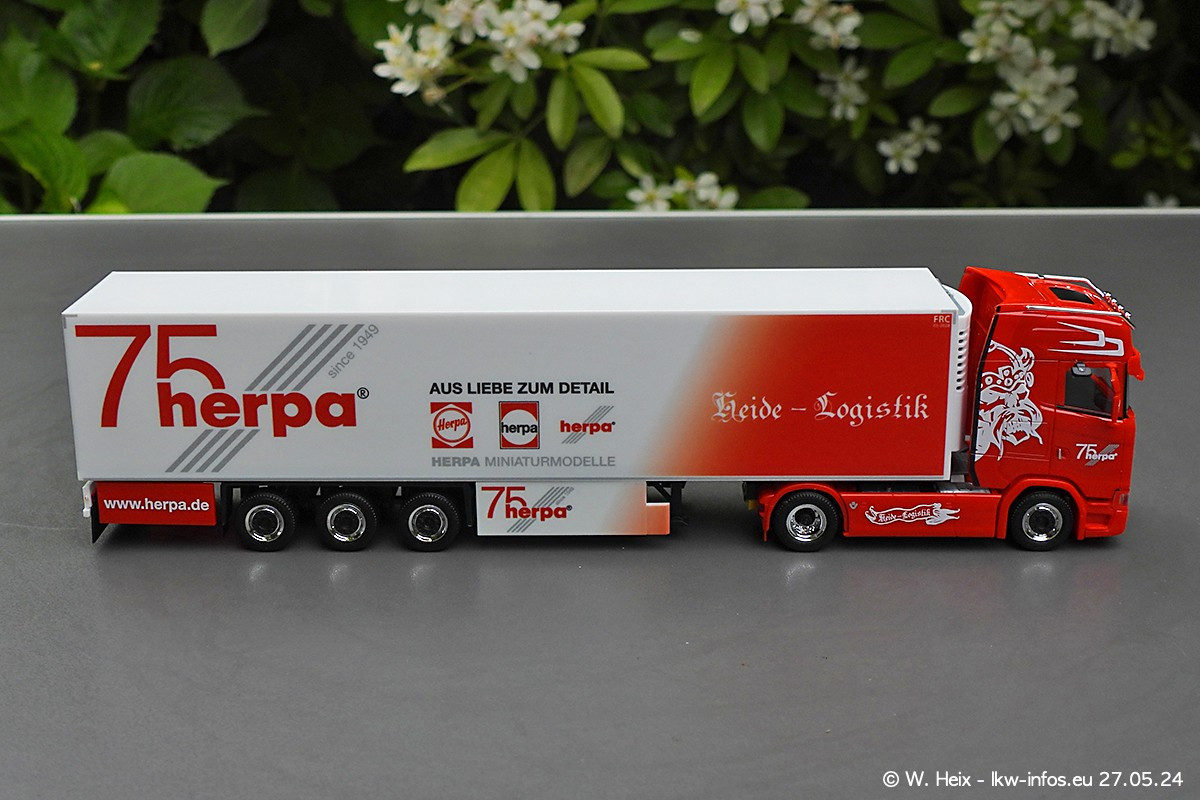 75
herpa®
since 1949
AUS LIEBE ZUM DETAIL
Herpa
herpa
herpa®
HERPA MINIATURMODELLE
Heide - Logistik
FRC
75
herpa
www.herpa.de
75
herpa®
Heide-Logistik
© W. Heix - lkw-infos.eu 27.05.24